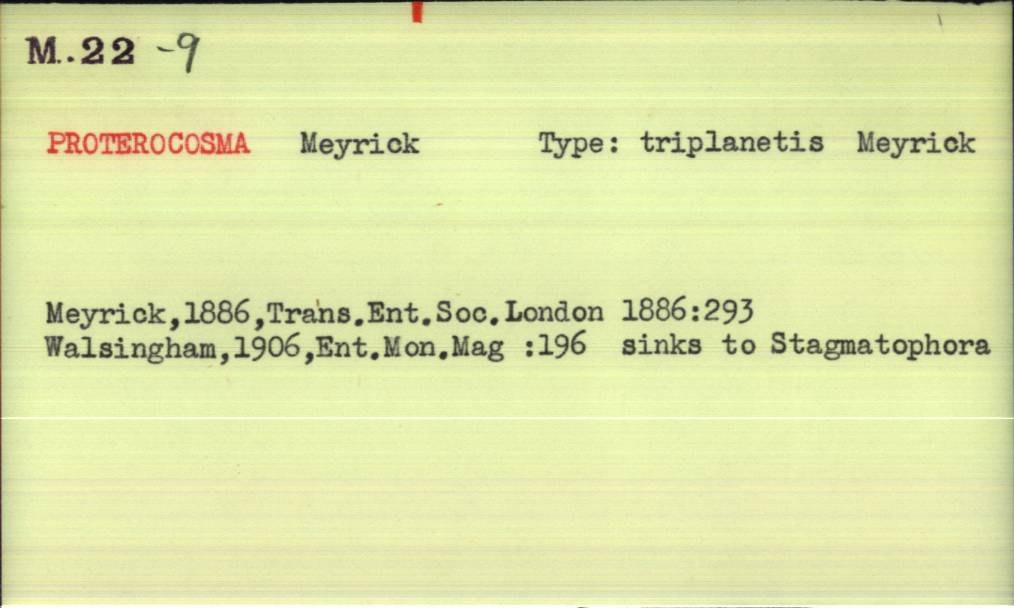 M.22 -9
PROTEROCOSMA Meyrick Type: triplanetis Meyrick
Meyrick,1886,Trans.Ent.Soc.London 1886:293
Walsingham,1906,Ent.Mon.Mag :196 sinks to Stagmatophora